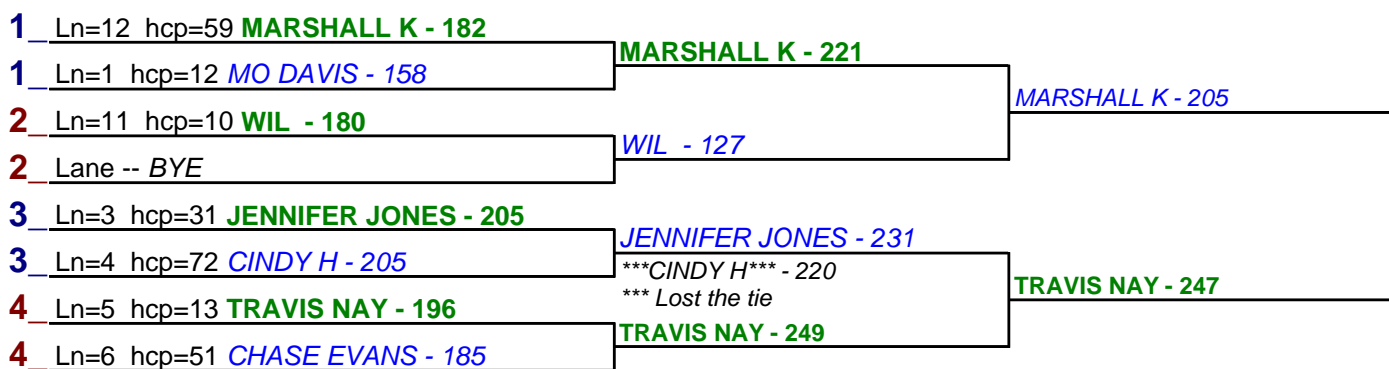 1_ Ln=12 hcp=59 MARSHALL K - 182
1_ Ln=1 hcp=12 MO DAVIS - 158
2_ Ln=11 hcp=10 WIL - 180
2_ Lane -- BYE
3_ Ln=3 hcp=31 JENNIFER JONES - 205
3_ Ln=4 hcp=72 CINDY H - 205
4_ Ln=5 hcp=13 TRAVIS NAY - 196
4_ Ln=6 hcp=51 CHASE EVANS - 185
MARSHALL K - 221
WIL - 127
JENNIFER JONES - 231
***CINDY H*** - 220
*** Lost the tie
TRAVIS NAY - 249
MARSHALL K - 205
TRAVIS NAY - 247